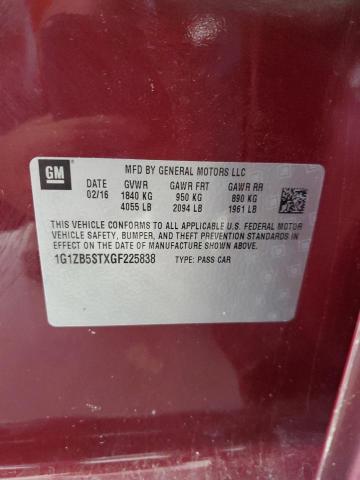 GM MFD BY GENERAL MOTORS LLC
DATE GVWR GAWR FRT GAWR RR
02/16 1840 KG 950 KG 890 KG
4055 LB 2094 LB 1961 LB
THIS VEHICLE CONFORMS TO ALL APPLICABLE U.S. FEDERAL MOTOR
VEHICLE SAFETY, BUMPER, AND THEFT PREVENTION STANDARDS
IN EFFECT ON THE DATE OF MANUFACTURE SHOWN ABOVE.
1G1ZB5STXGF225838 TYPE: PASS CAR